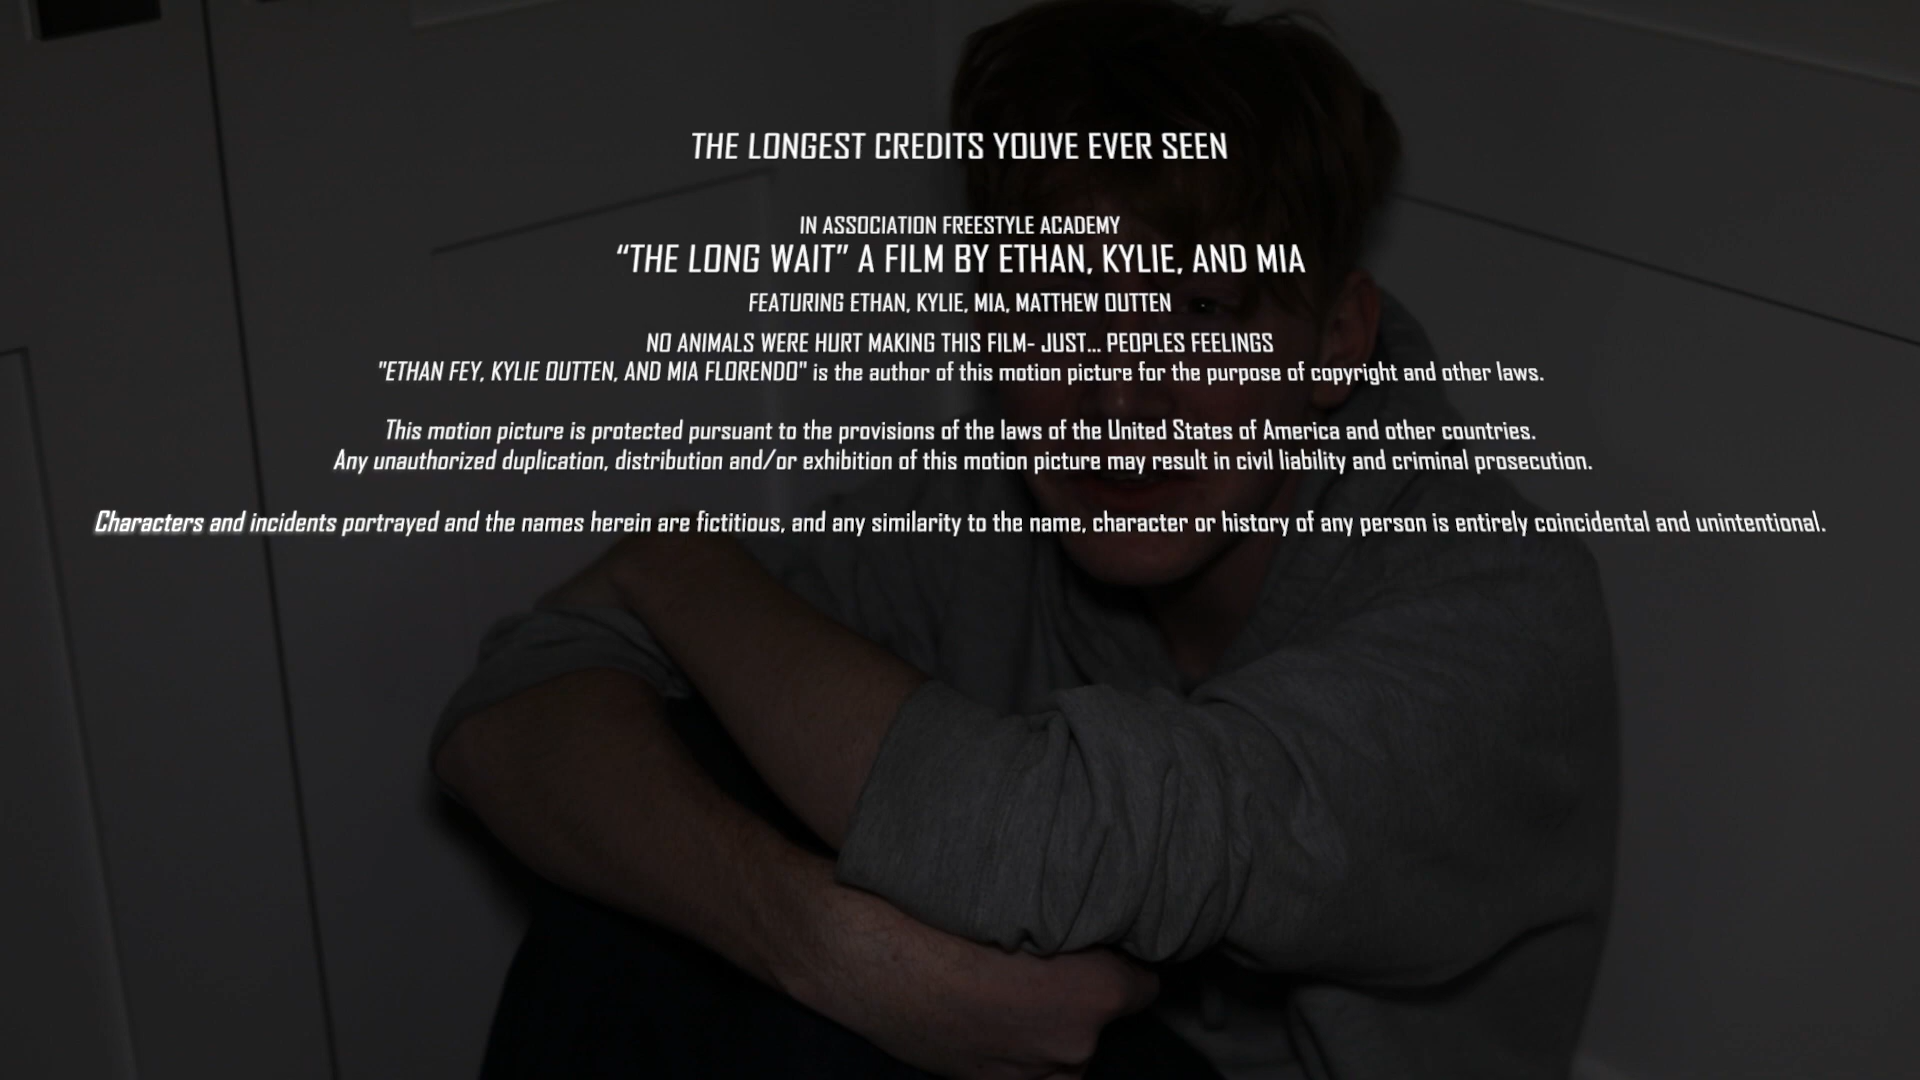 THE LONGEST CREDITS YOUVE EVER SEEN
IN ASSOCIATION FREESTYLE ACADEMY
“THE LONG WAIT” A FILM BY ETHAN, KYLIE, AND MIA
FEATURING ETHAN, KYLIE, MIA, MATTHEW OUTTEN
NO ANIMALS WERE HURT MAKING THIS FILM- JUST... PEOPLES FEELINGS
"ETHAN FEY, KYLIE OUTTEN, AND MIA FLORENDO" is the author of this motion picture for the purpose of copyright and other laws.
This motion picture is protected pursuant to the provisions of the laws of the United States of America and other countries.
Any unauthorized duplication, distribution and/or exhibition of this motion picture may result in civil liability and criminal prosecution.
Characters and incidents portrayed and the names herein are fictitious, and any similarity to the name, character or history of any person is entirely coincidental and unintentional.